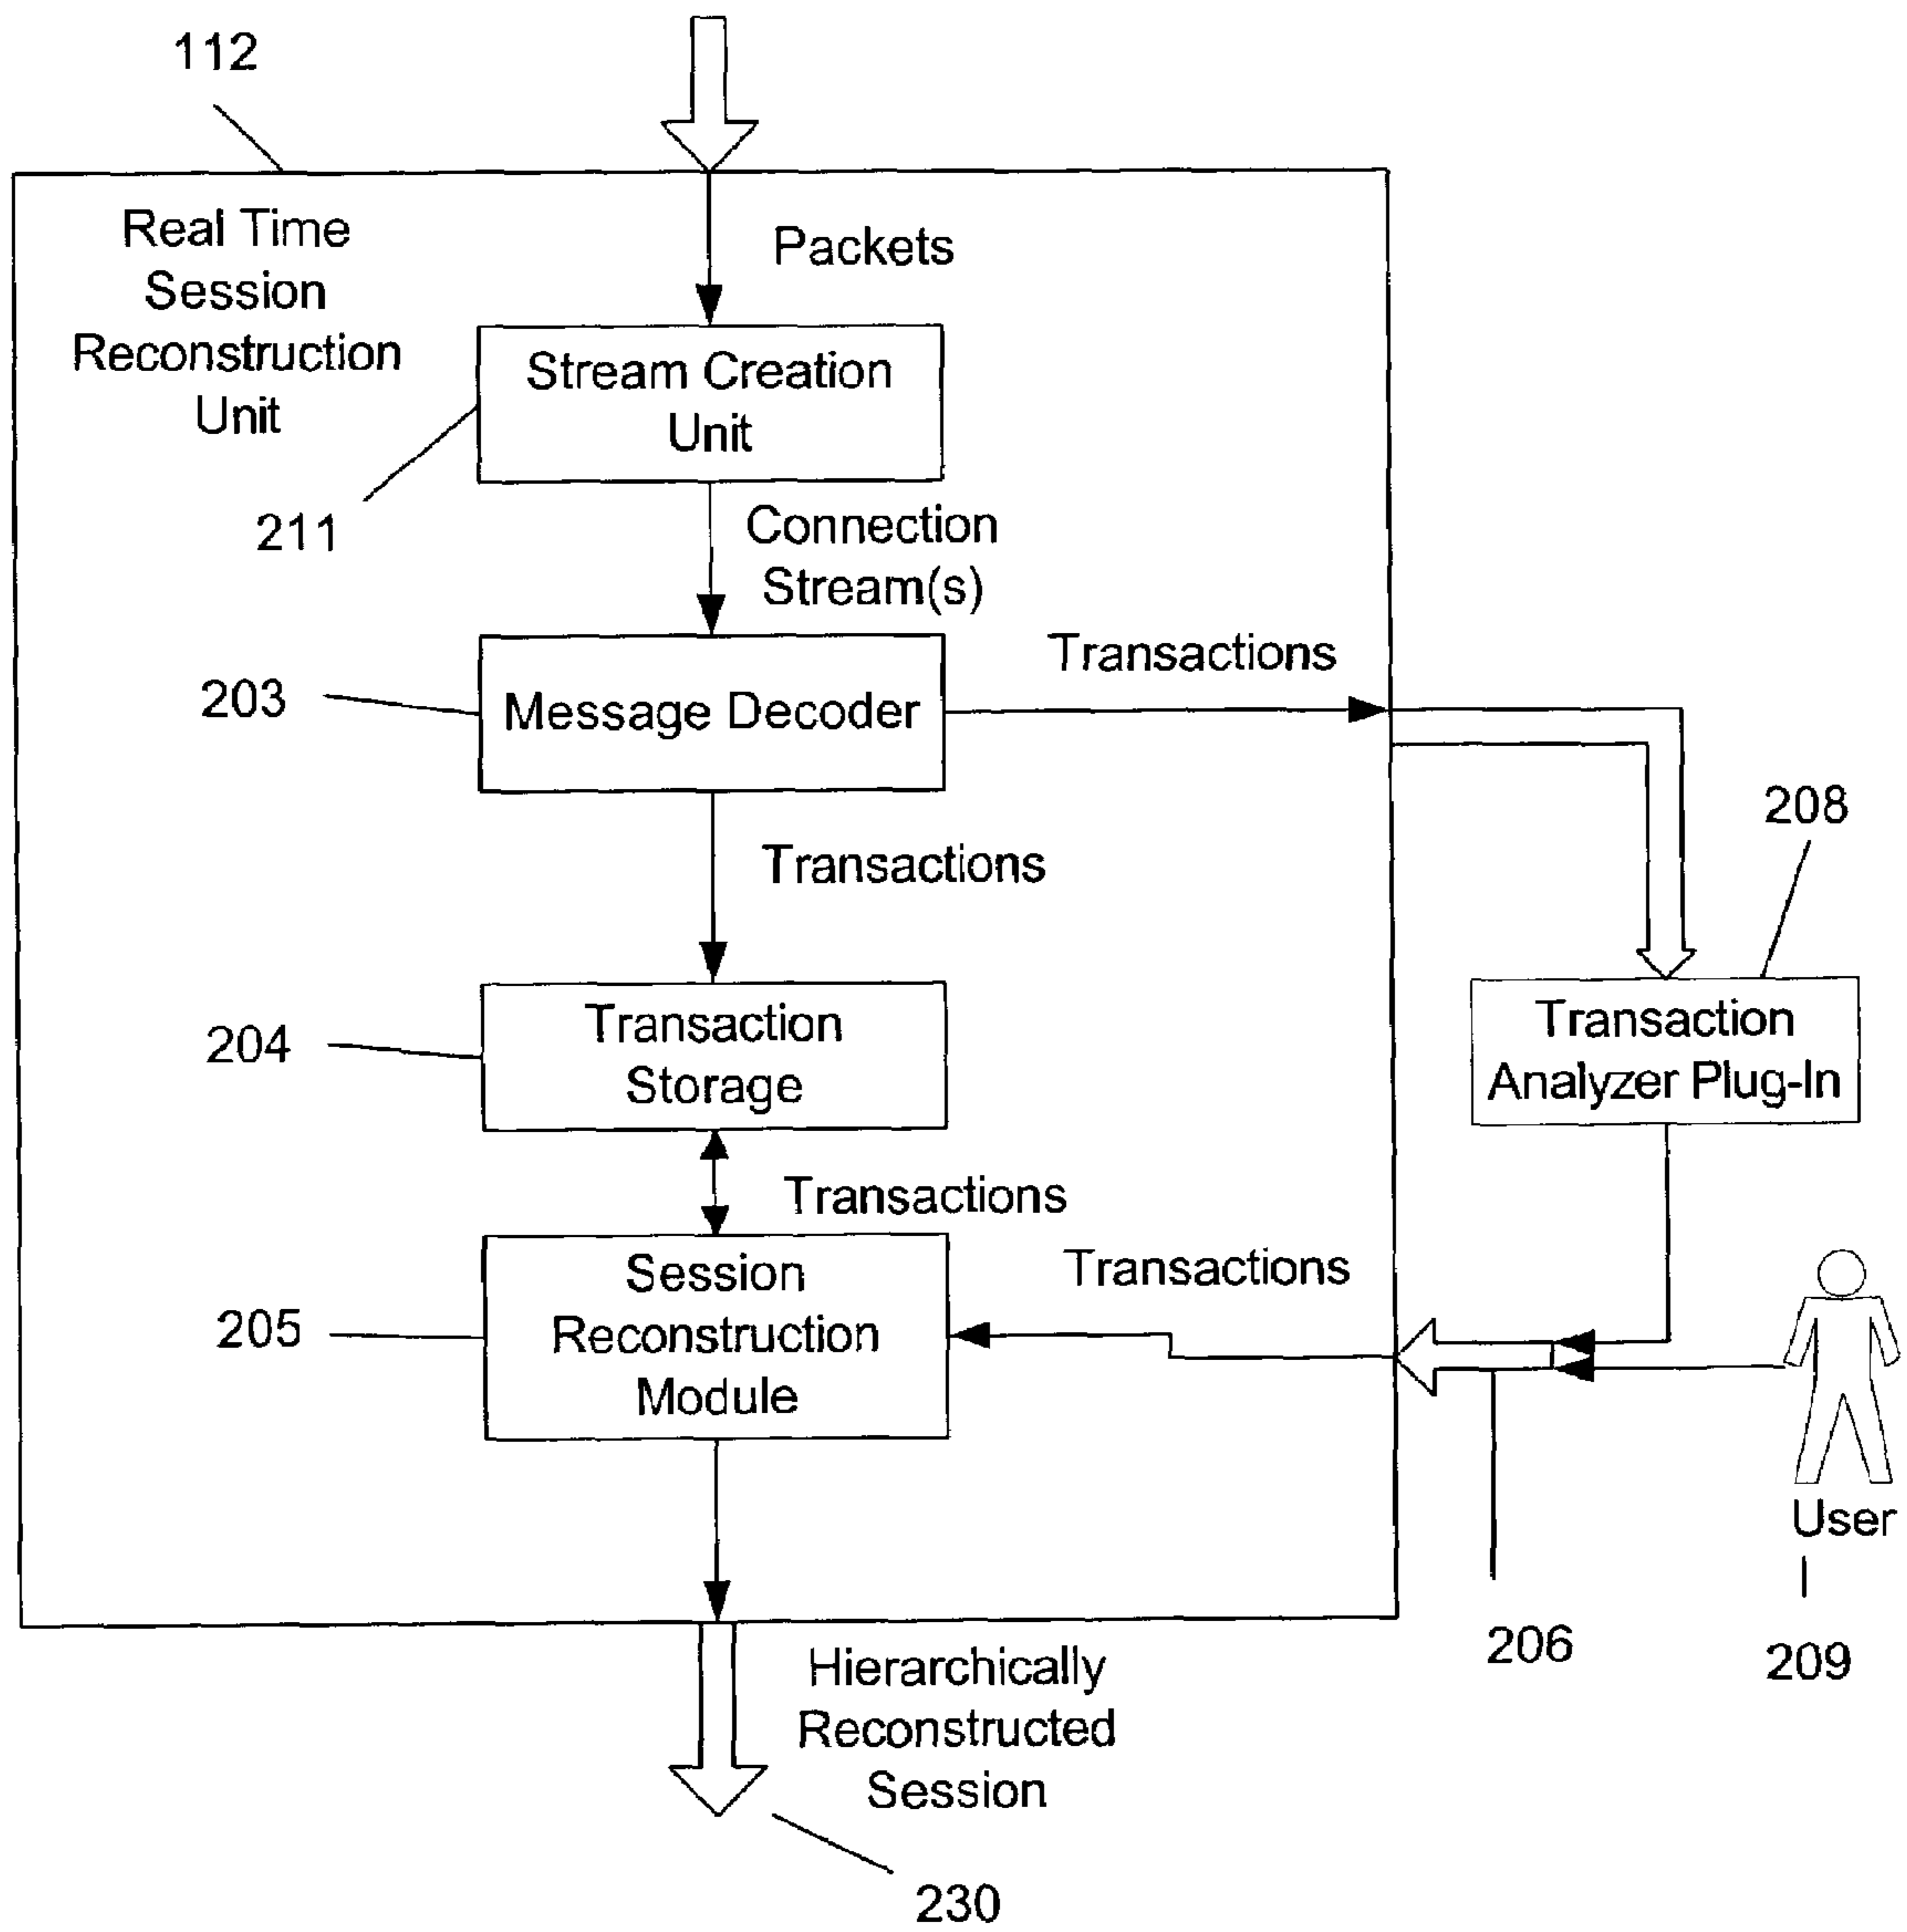 112
Real Time
Session
Reconstruction
Unit
Packets
Stream Creation
Unit
211
Connection
Stream(s)
203
Message Decoder
Transactions
208
Transactions
204
Transaction
Storage
Transaction
Analyzer Plug-In
Transactions
205
Session
Reconstruction
Module
Transactions
User
206
209
Hierarchically
Reconstructed
Session
230